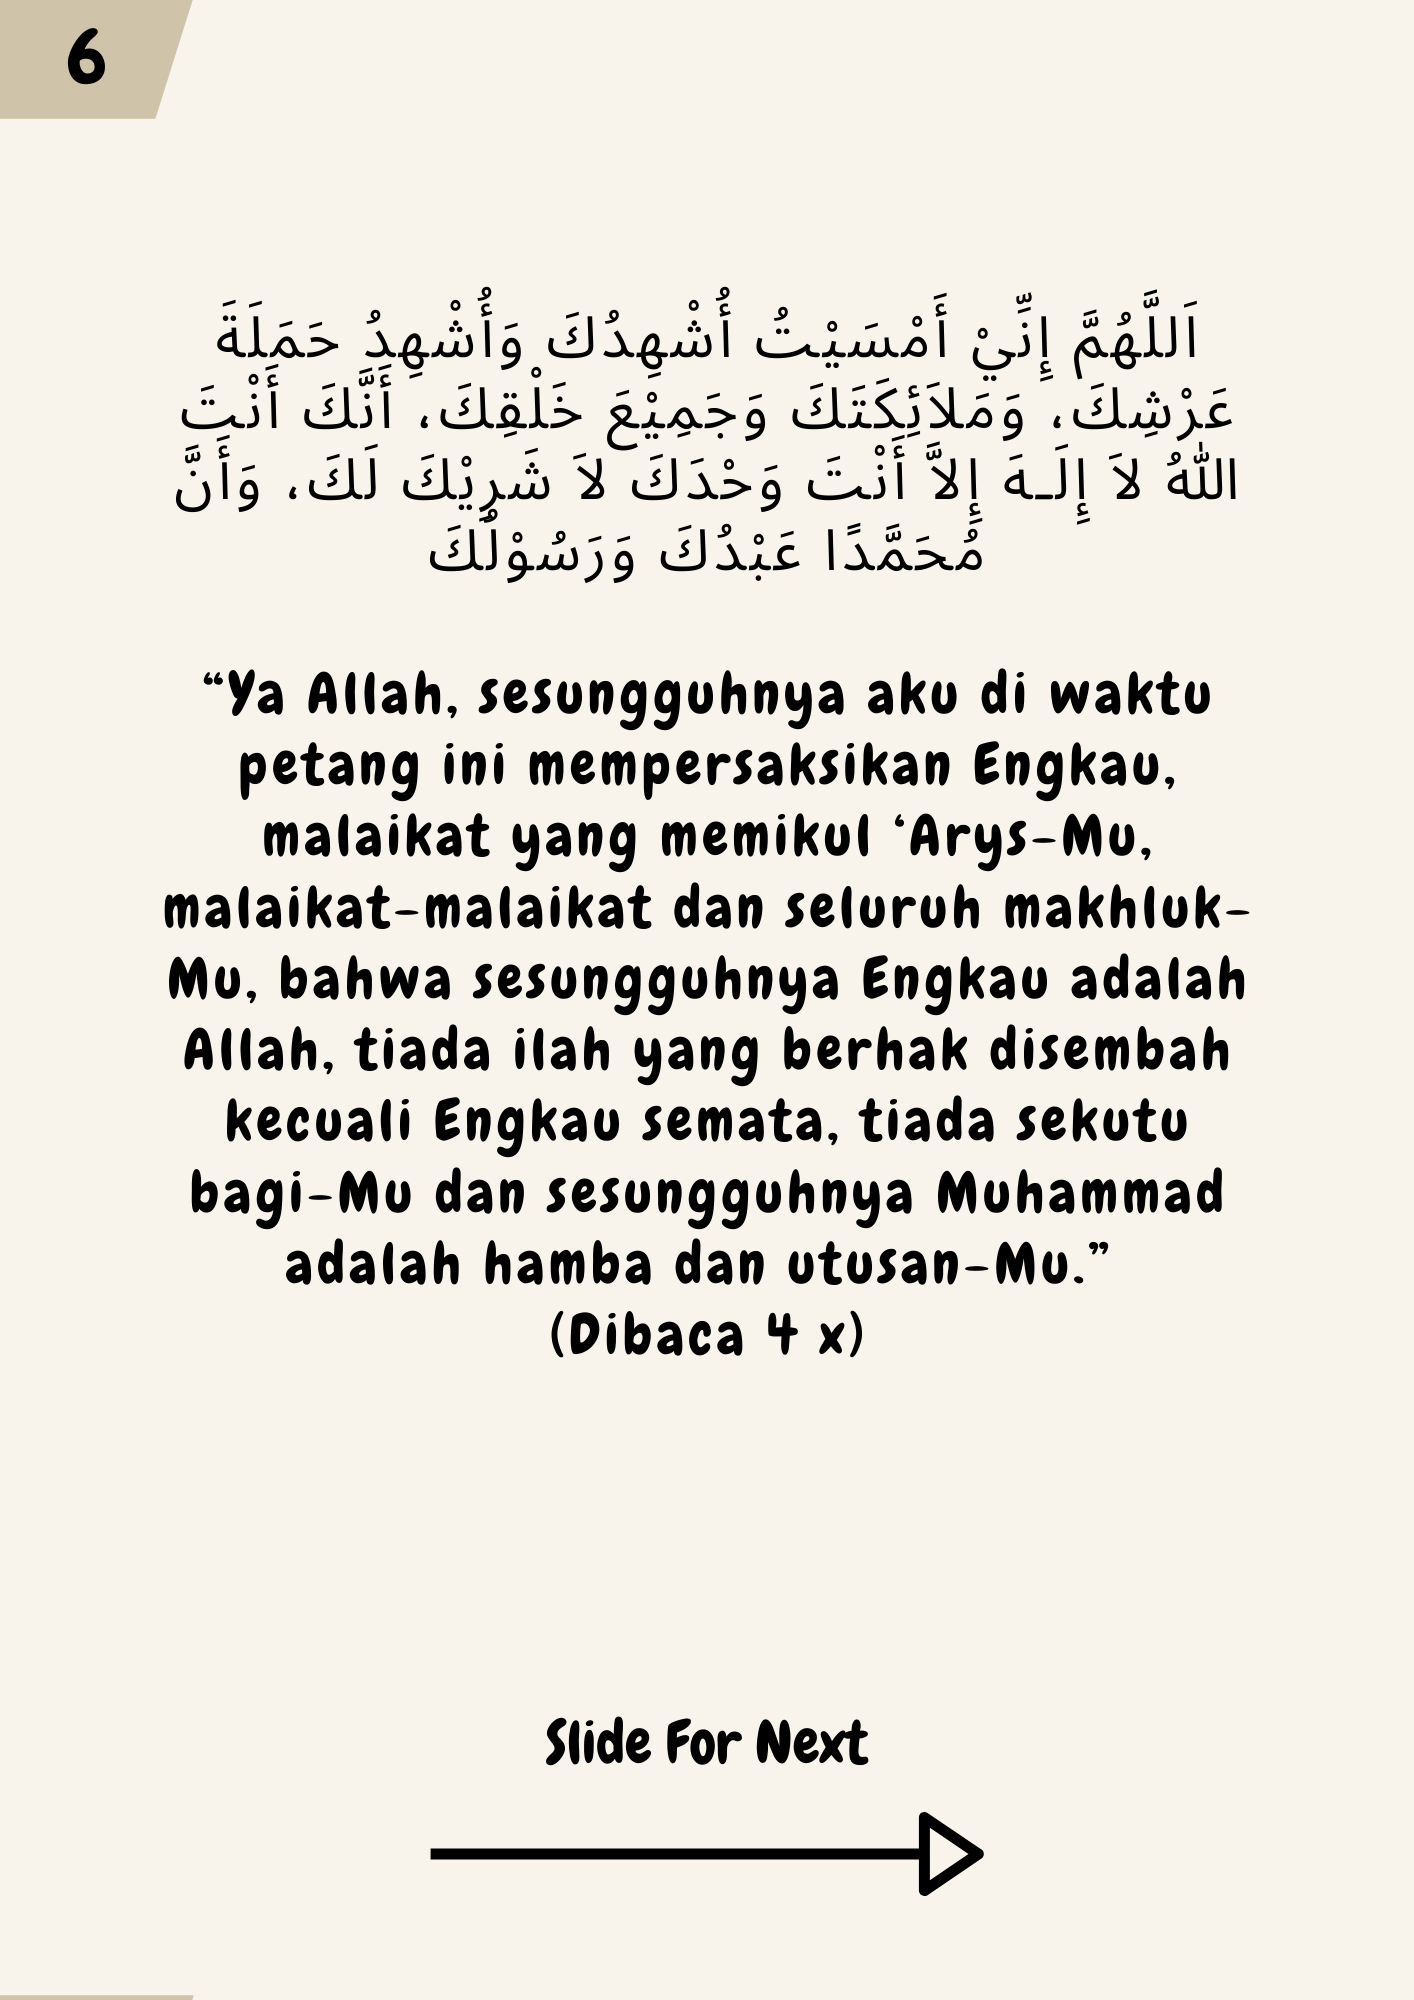 6
اَللَّهُمَّ إِنِّيْ أَمْسَيْتُ أُشْهِدُكَ وَأُشْهِدُ حَمَلَةَ
عَرْشِكَ، وَمَلاَئِكَتَكَ وَجَمِيْعَ خَلْقِكَ، أَنَّكَ أَنْتَ
اللهُ لاَ إِلَـهَ إِلاَّ أَنْتَ وَحْدَكَ لاَ شَرِيْكَ لَكَ، وَأَنَّ
مُحَمَّدًا عَبْدُكَ وَرَسُوْلُكَ
“Ya Allah, sesungguhnya aku di waktu
petang ini mempersaksikan Engkau,
malaikat yang memikul ‘Arys-Mu,
malaikat-malaikat dan seluruh makhluk-
Mu, bahwa sesungguhnya Engkau adalah
Allah, tiada ilah yang berhak disembah
kecuali Engkau semata, tiada sekutu
bagi-Mu dan sesungguhnya Muhammad
adalah hamba dan utusan-Mu.”
(Dibaca 4 x)
Slide For Next